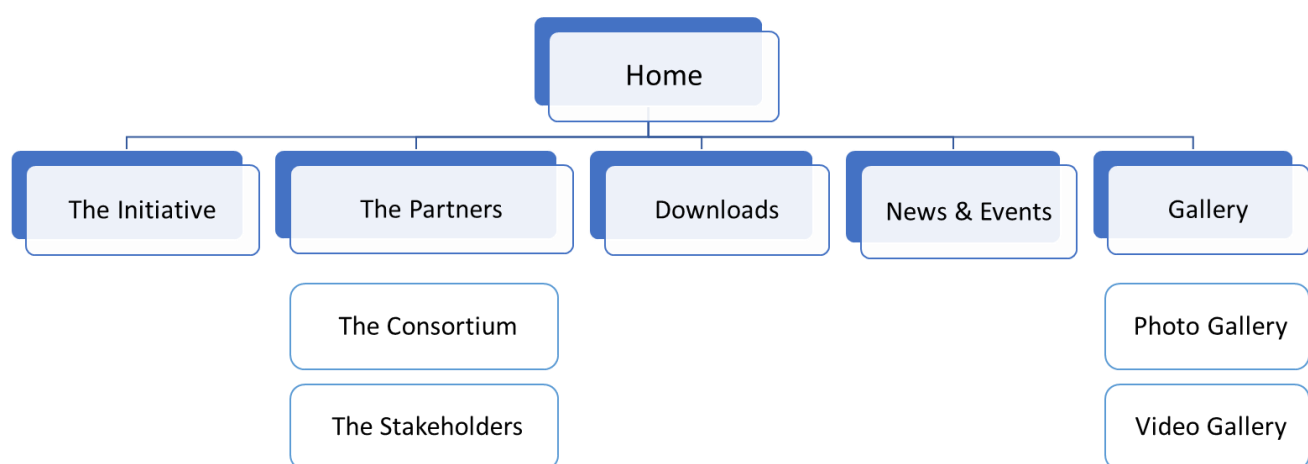 Home
The Initiative
The Partners
Downloads
News & Events
Gallery
The Consortium
Photo Gallery
The Stakeholders
Video Gallery